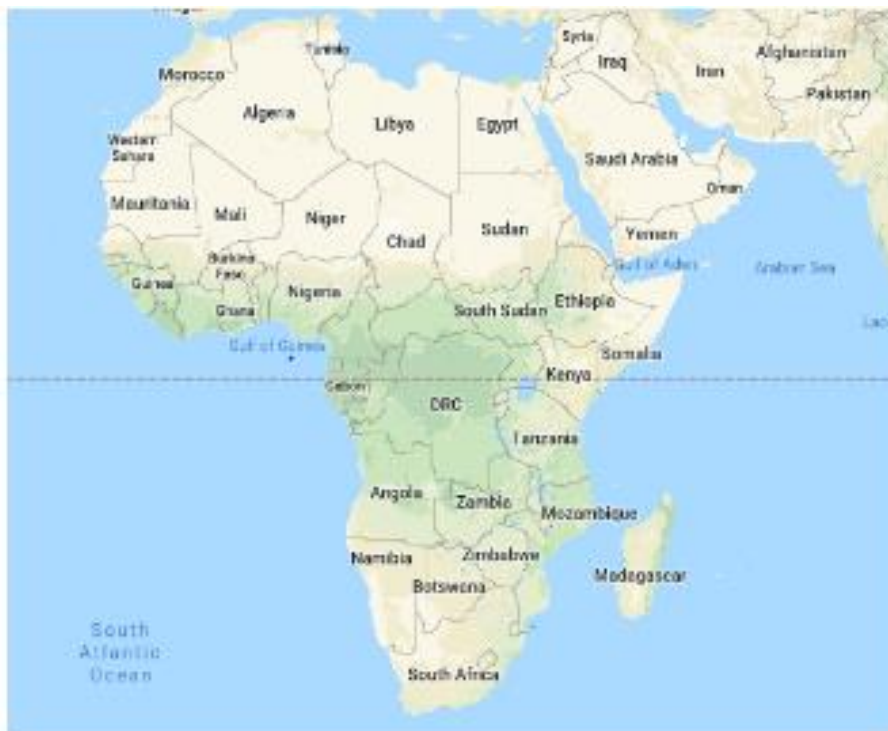 Tunisia
Syria
Morocco
Iraq
Iran
Afghanistan
Pakistan
Algeria
Libya
Egypt
Western
Sahara
Saudi Arabia
Oman
Mauritania
Mali
Niger
Chad
Sudan
Yemen
Gulf of Aden
Arabian Sea
Burkina
Faso
Guinea
Nigeria
Ghana
South Sudan
Ethiopia
Gulf of Guinea
Somalia
Kenya
Gabon
DRC
Tanzania
Angola
Zambia
Mozambique
Namibia
Zimbabwe
Botswana
Madagascar
South
Atlantic
Ocean
South Africa